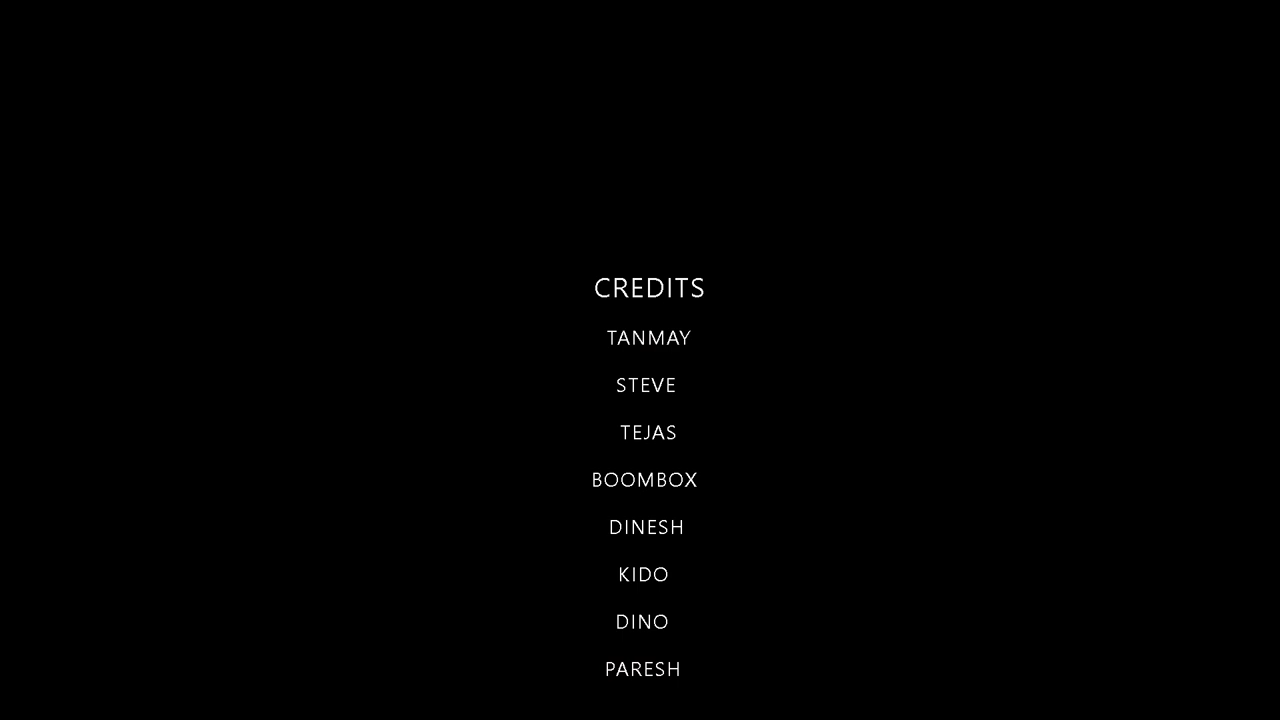 CREDITS
TANMAY
STEVE
TEJAS
BOOMBOX
DINESH
KIDO
DINO
PARESH